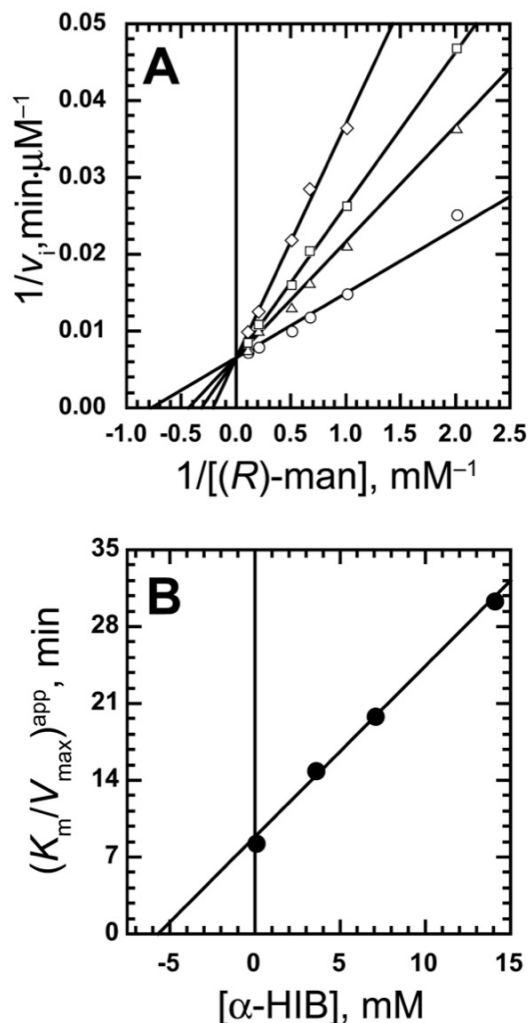 A
1/vᵢ, min.μM⁻¹
0.05
0.04
0.03
0.02
0.01
0.00
-1.0 -0.5 0.0 0.5 1.0 1.5 2.0 2.5
1/[(R)-man], mM⁻¹
B
(Kₘ/Vₘₐₓ)ᵃᵖᵖ, min
35
28
21
14
7
0
-5 0 5 10 15
[α-HIB], mM